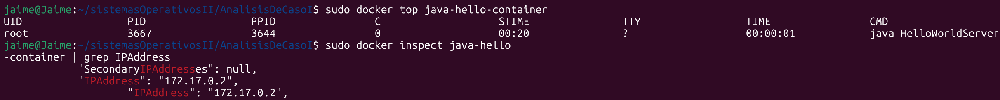 jaime@Jaime:~/sistemasOperativosII/AnalisisDeCasoI$ sudo docker top java-hello-container
UID PID PPID C STIME TTY TIME CMD
root 3667 3644 0 00:20 ? 00:00:01 java HelloWorldServer
jaime@Jaime:~/sistemasOperativosII/AnalisisDeCasoI$ sudo docker inspect java-hello
-container | grep IPAddress
"SecondaryIPAddresses": null,
"IPAddress": "172.17.0.2",
"IPAddress": "172.17.0.2",